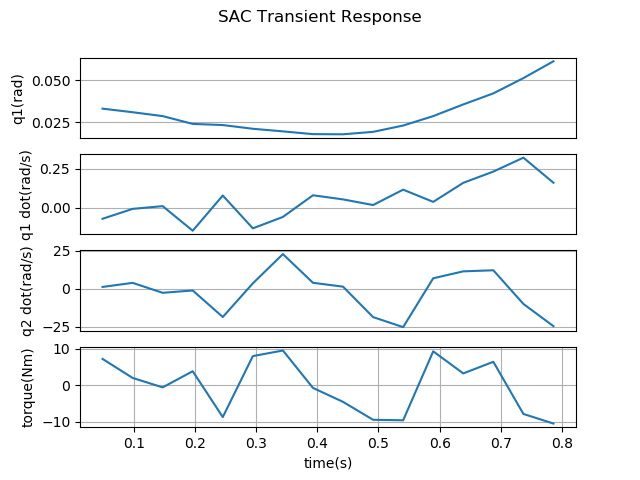 SAC Transient Response
q1(rad)
0.050
0.025
q1 dot(rad/s)
0.25
0.00
q2 dot(rad/s)
25
0
−25
torque(Nm)
10
0
−10
0.1 0.2 0.3 0.4 0.5 0.6 0.7 0.8
time(s)